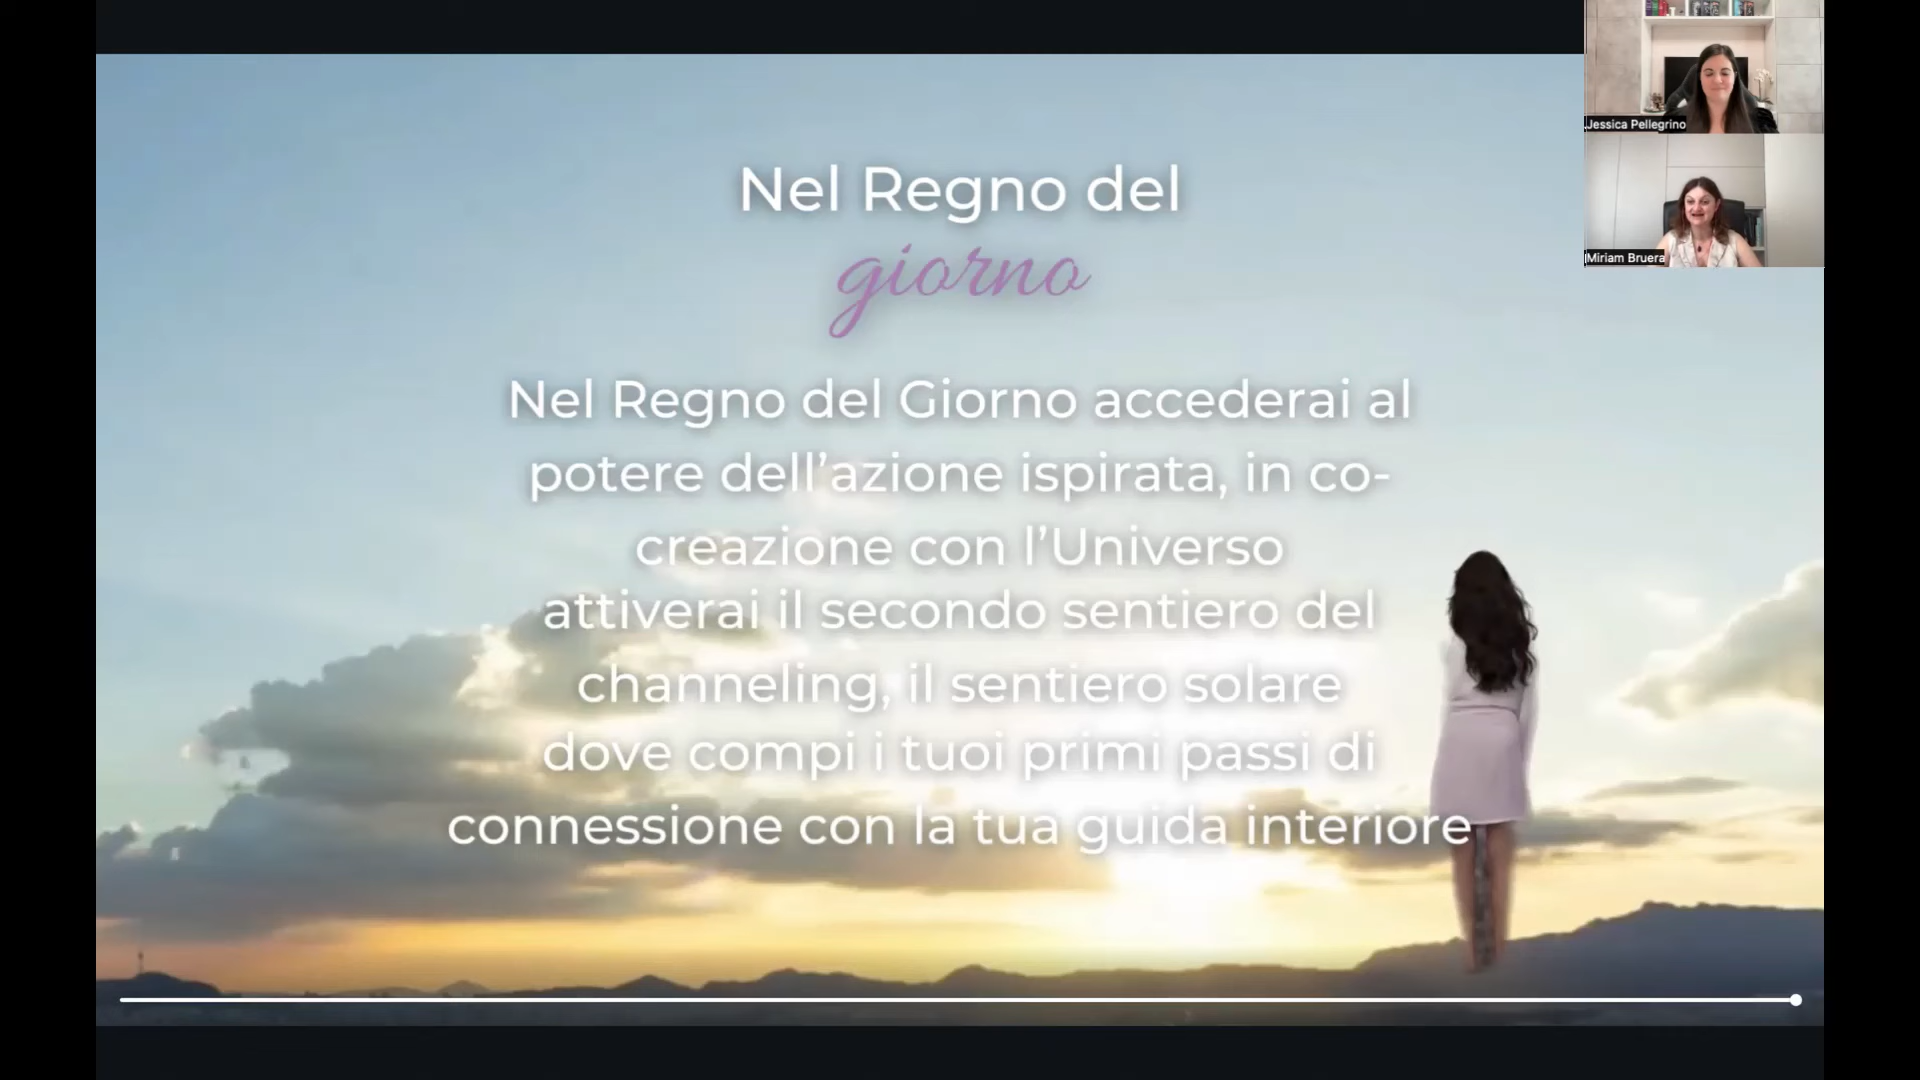 Nel Regno del
giorno
Nel Regno del Giorno accederai al
potere dell'azione ispirata, in co-
creazione con l'Universo
attiverai il secondo sentiero del
channeling, il sentiero solare
dove compi i tuoi primi passi di
connessione con la tua guida interiore
Jessica Pellegrino
Miriam Bruera